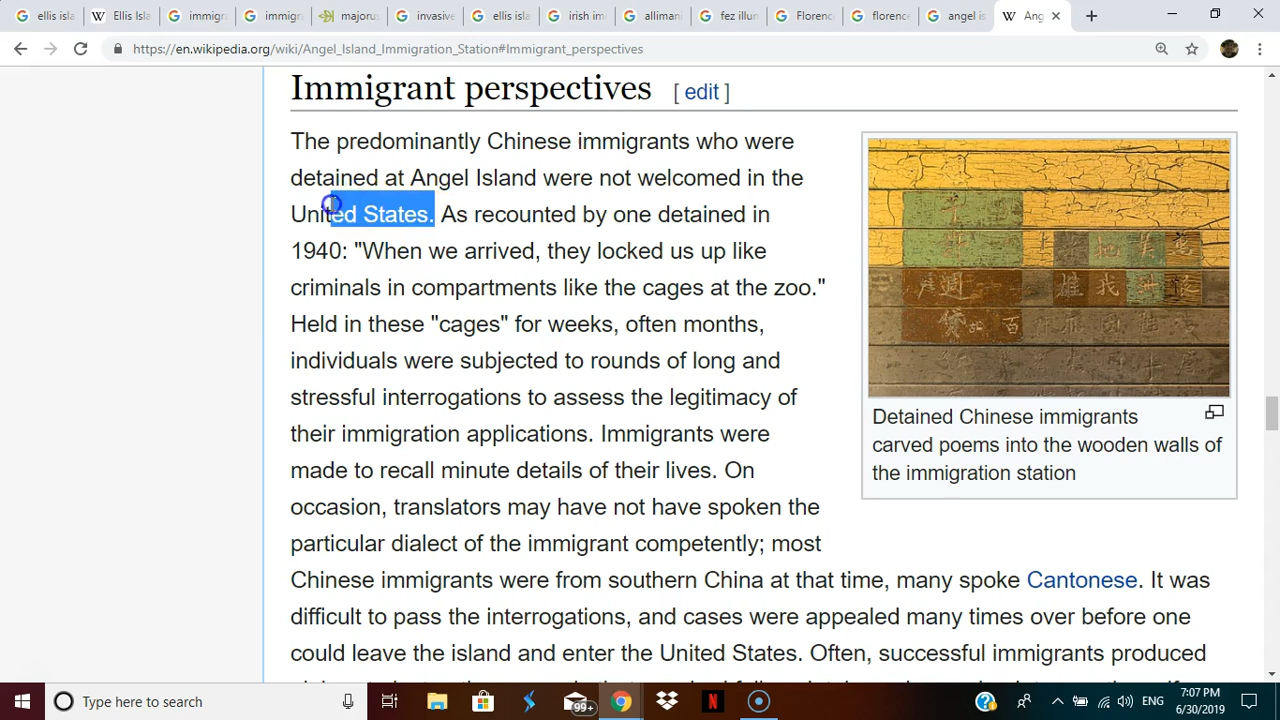 ellis isla
Ellis Isla
immigra
immigra
majorus
invasive
ellis isla
irish imr
allimani
fez illun
Florenc
florence
angel is
Ang
https://en.wikipedia.org/wiki/Angel_Island_Immigration_Station#Immigrant_perspectives
Immigrant perspectives [ edit ]
The predominantly Chinese immigrants who were
detained at Angel Island were not welcomed in the
United States. As recounted by one detained in
1940: "When we arrived, they locked us up like
criminals in compartments like the cages at the zoo."
Held in these "cages" for weeks, often months,
individuals were subjected to rounds of long and
stressful interrogations to assess the legitimacy of
their immigration applications. Immigrants were
made to recall minute details of their lives. On
occasion, translators may have not have spoken the
particular dialect of the immigrant competently; most
Chinese immigrants were from southern China at that time, many spoke Cantonese. It was
difficult to pass the interrogations, and cases were appealed many times over before one
could leave the island and enter the United States. Often, successful immigrants produced
Detained Chinese immigrants
carved poems into the wooden walls of
the immigration station
Type here to search
99+
ENG
7:07 PM
6/30/2019